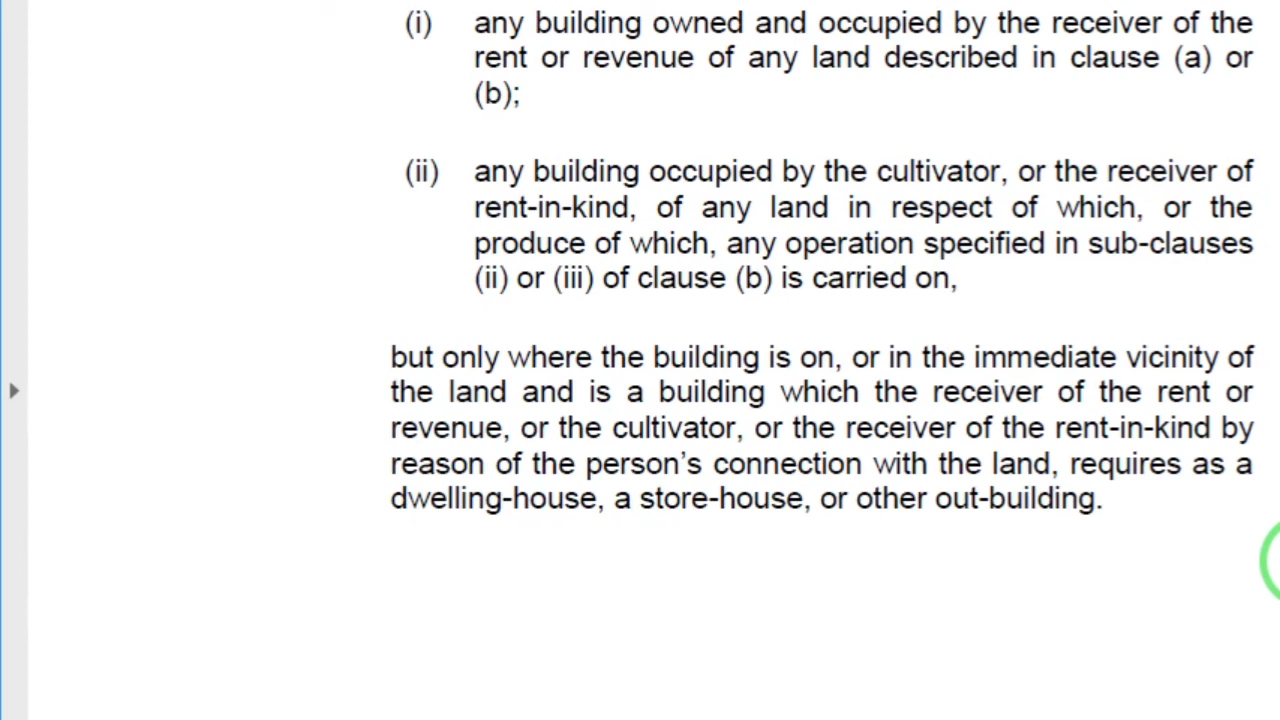 (i) any building owned and occupied by the receiver of the
rent or revenue of any land described in clause (a) or
(b);
(ii) any building occupied by the cultivator, or the receiver of
rent-in-kind, of any land in respect of which, or the
produce of which, any operation specified in sub-clauses
(ii) or (iii) of clause (b) is carried on,
but only where the building is on, or in the immediate vicinity of
the land and is a building which the receiver of the rent or
revenue, or the cultivator, or the receiver of the rent-in-kind by
reason of the person’s connection with the land, requires as a
dwelling-house, a store-house, or other out-building.